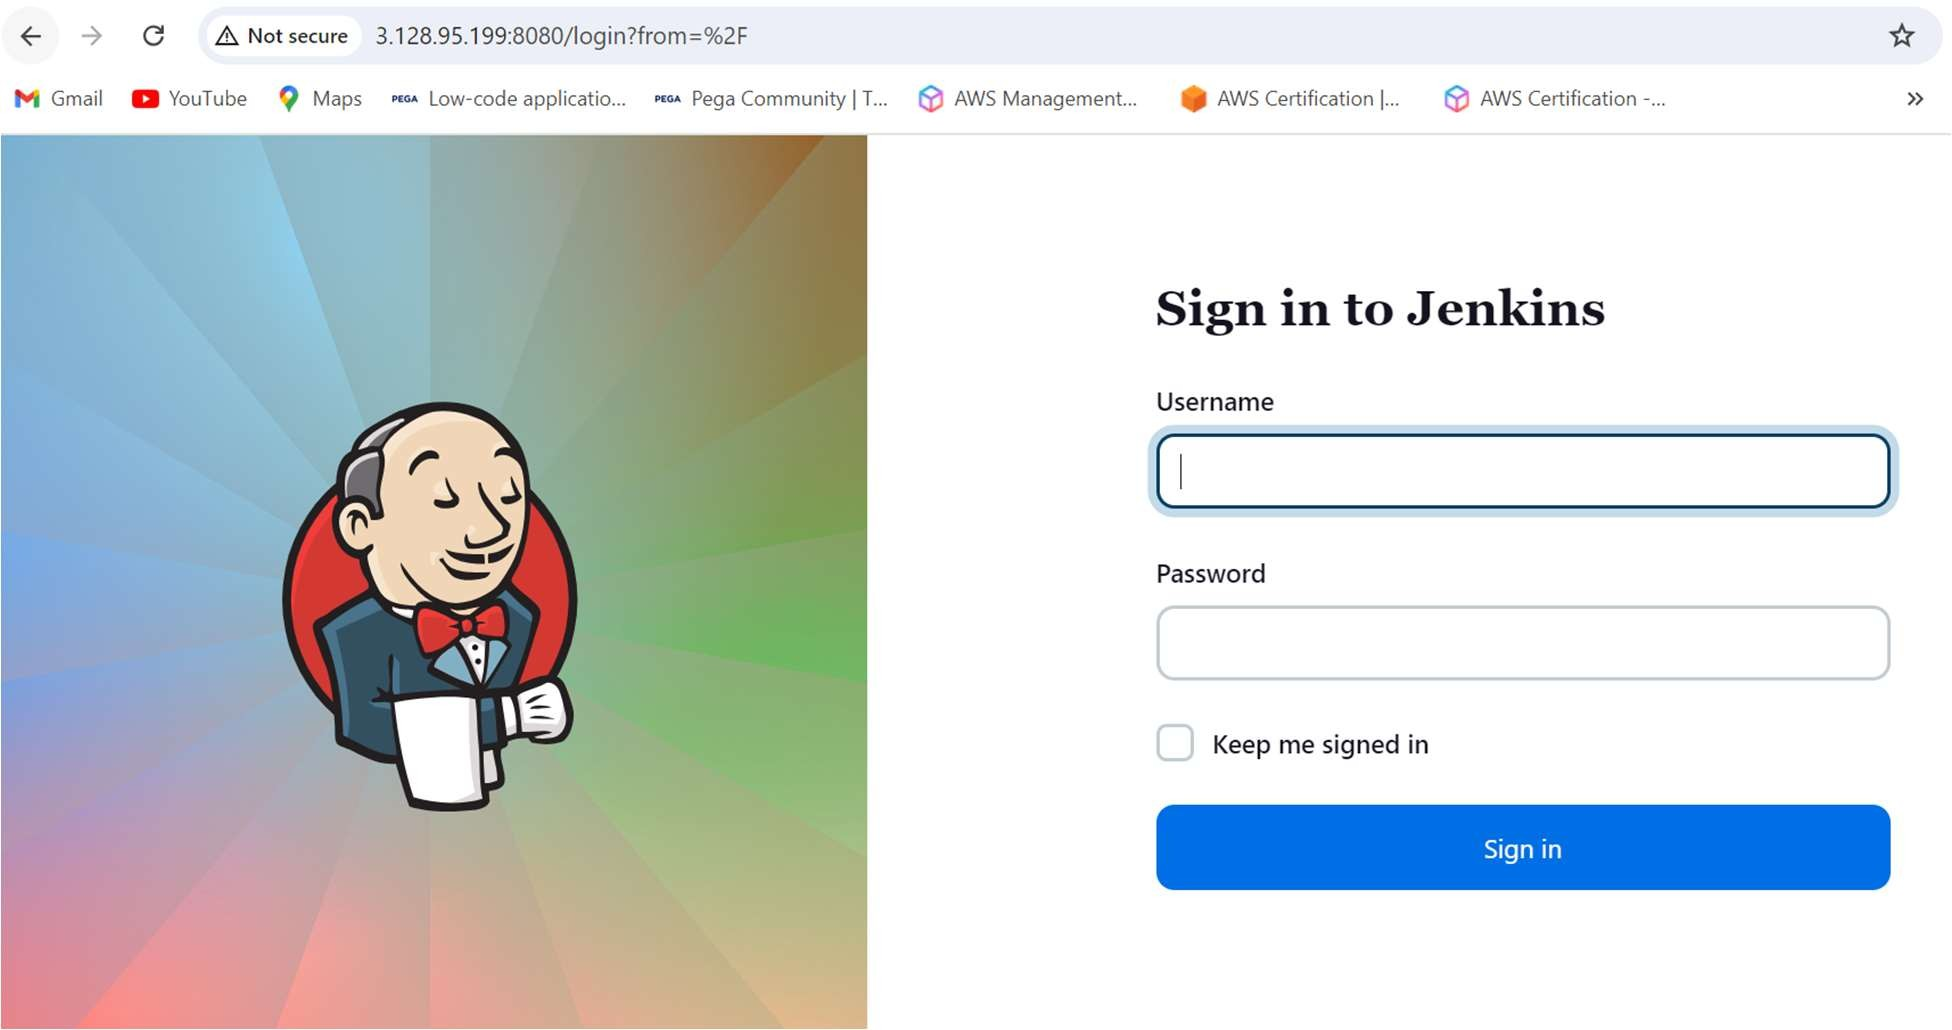 Not secure 3.128.95.199:8080/login?from=%2F
Gmail YouTube Maps PEGA Low-code applicatio... PEGA Pega Community | T... AWS Management... AWS Certification |... AWS Certification -... »
Sign in to Jenkins
Username
Password
Keep me signed in
Sign in